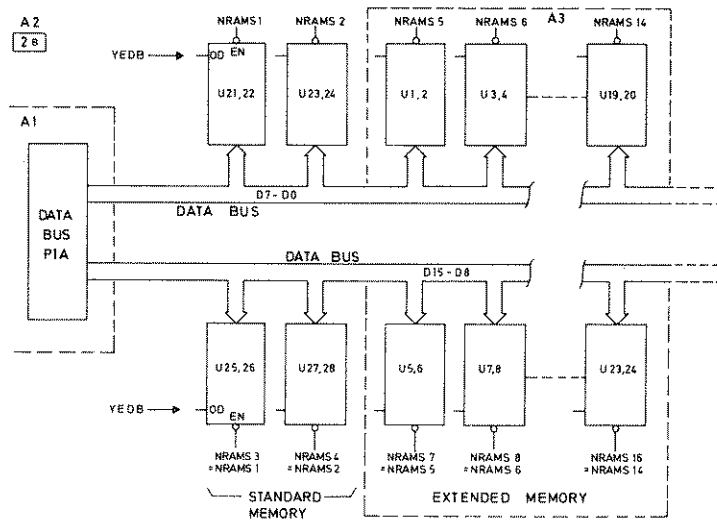 A2
2B
NRAMS 1
NRAMS 2
NRAMS 5
NRAMS 6
A3
NRAMS 14
YEDB
OD
EN
U21,22
U23,24
U1,2
U3,4
U19,20
A1
DATA
BUS
PIA
D7-D0
DATA BUS
DATA BUS
D15-D8
U25,26
U27,28
U5,6
U7,8
U23,24
YEDB
OD
EN
NRAMS 3
=NRAMS 1
NRAMS 4
=NRAMS 2
NRAMS 7
=NRAMS 5
NRAMS 8
=NRAMS 6
NRAMS 16
=NRAMS 14
STANDARD
MEMORY
EXTENDED MEMORY